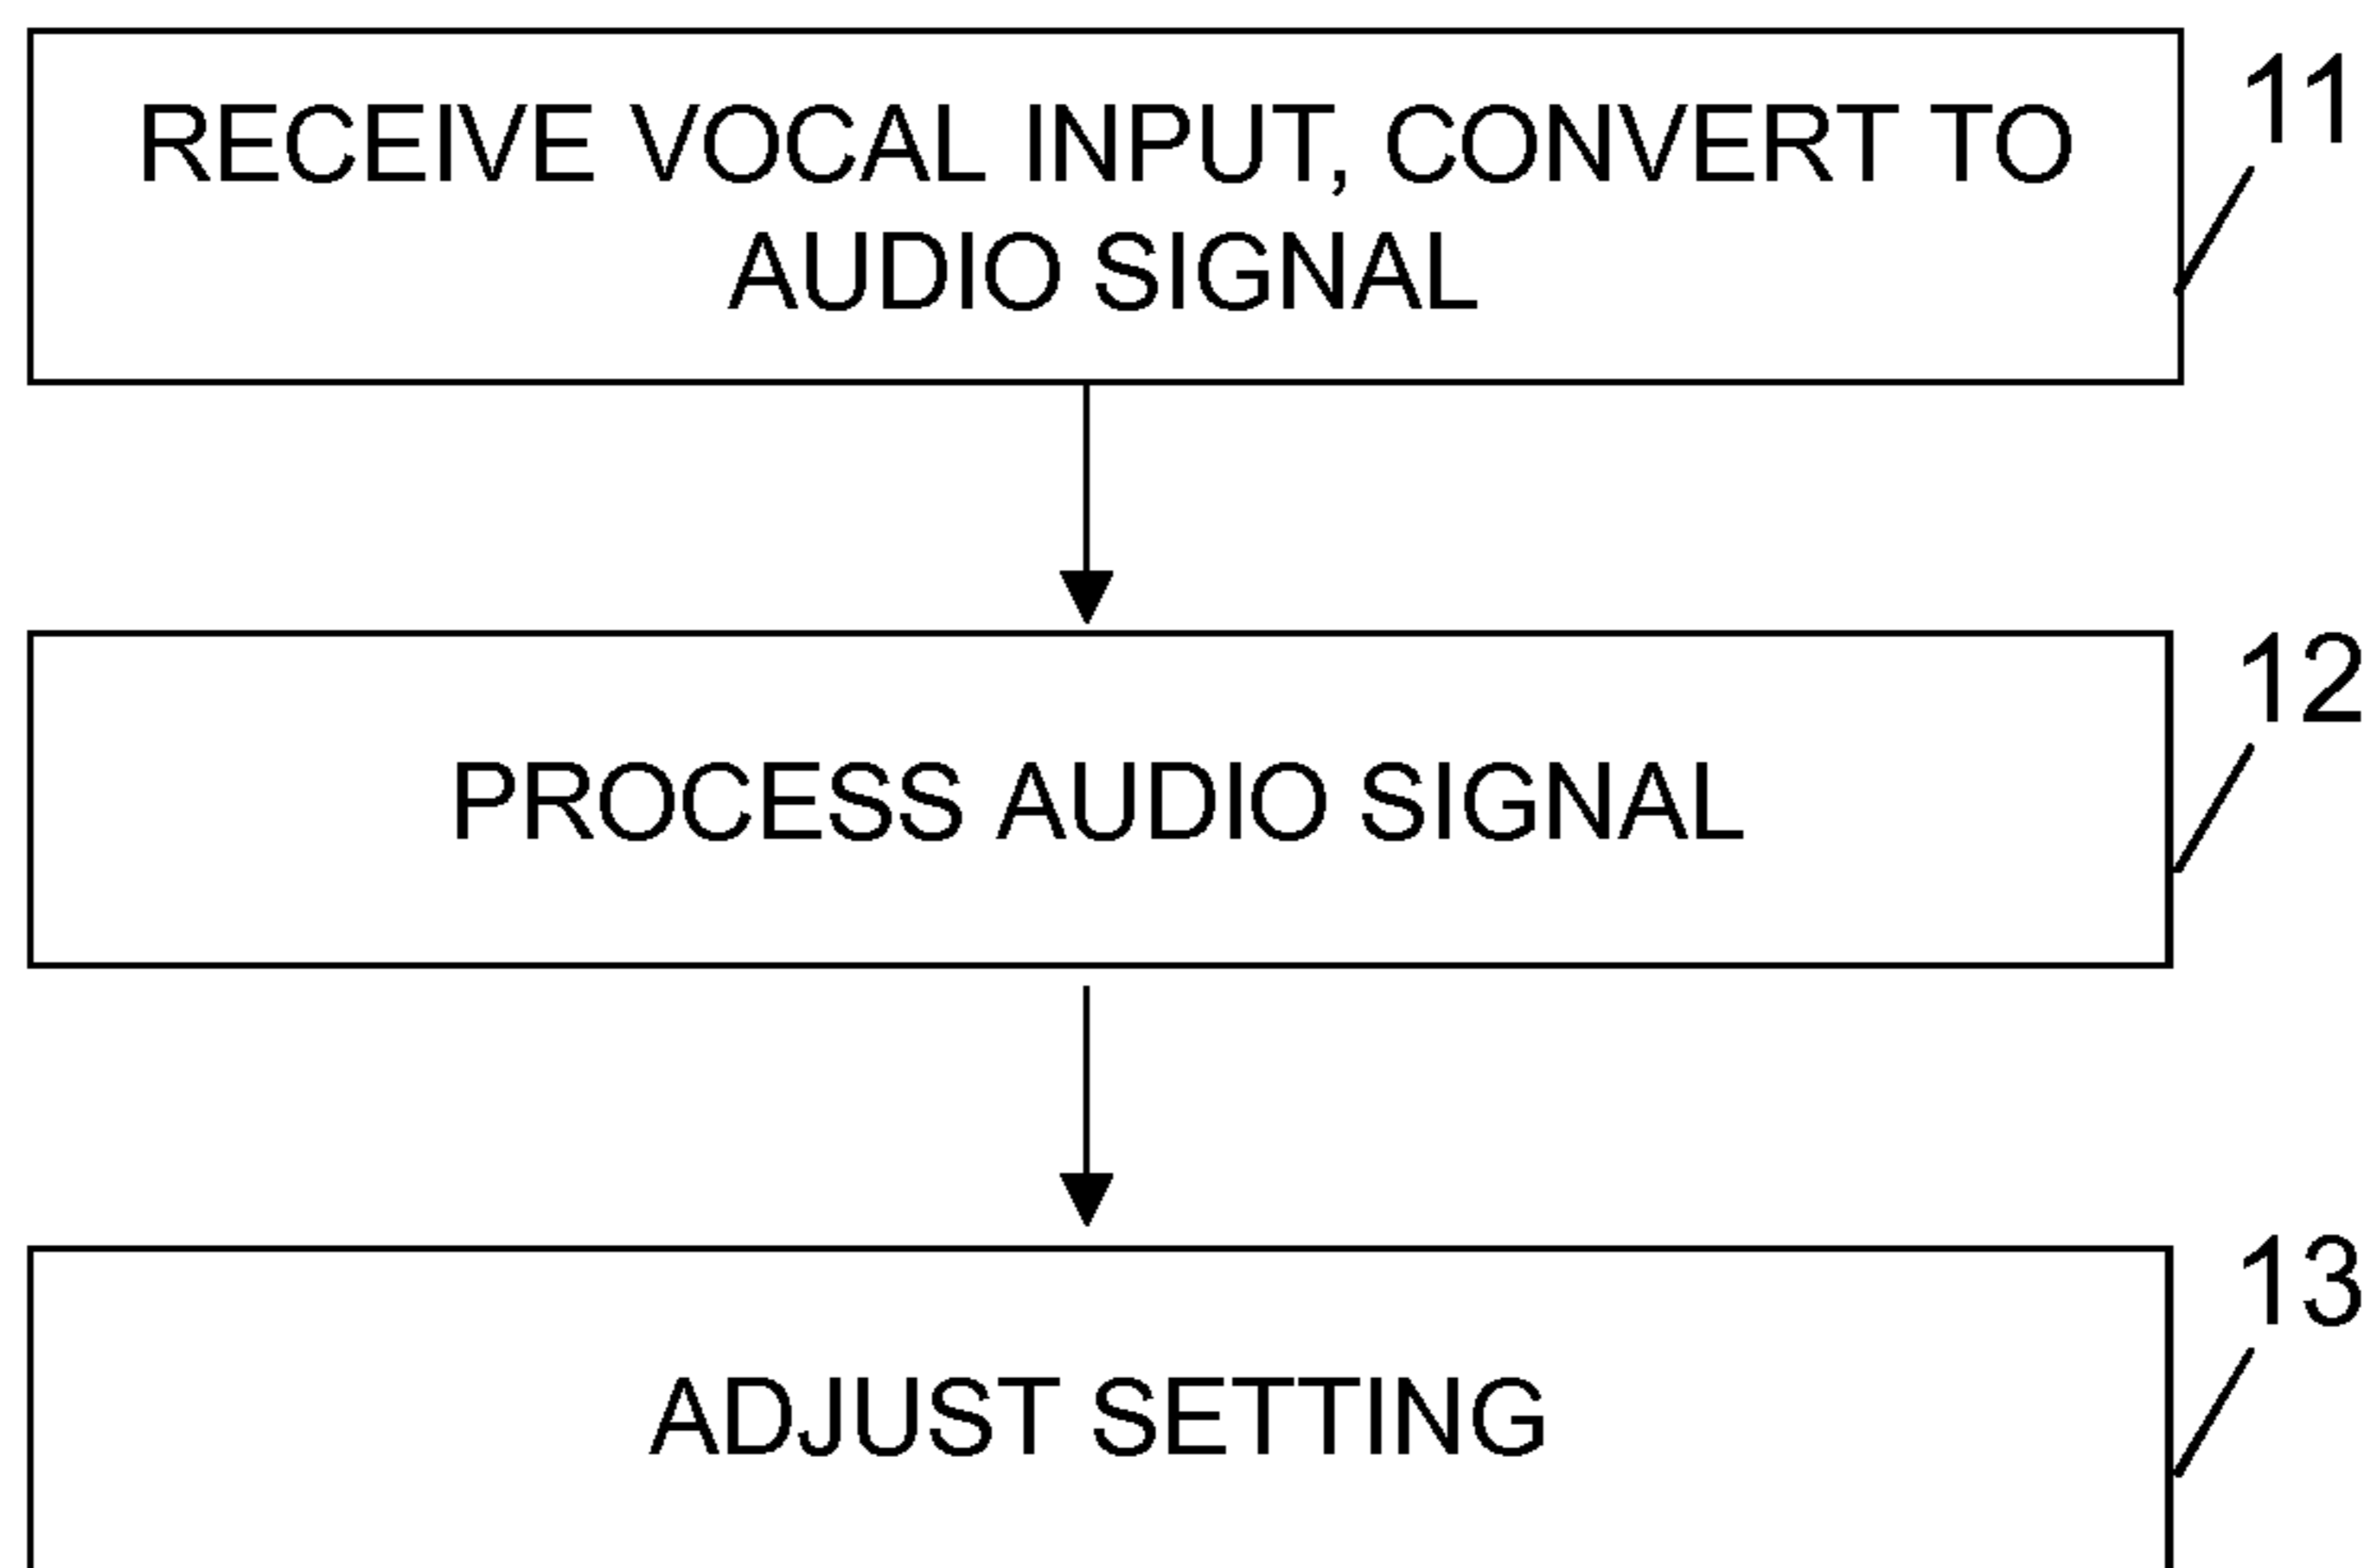 RECEIVE VOCAL INPUT, CONVERT TO
AUDIO SIGNAL
11
PROCESS AUDIO SIGNAL
12
ADJUST SETTING
13